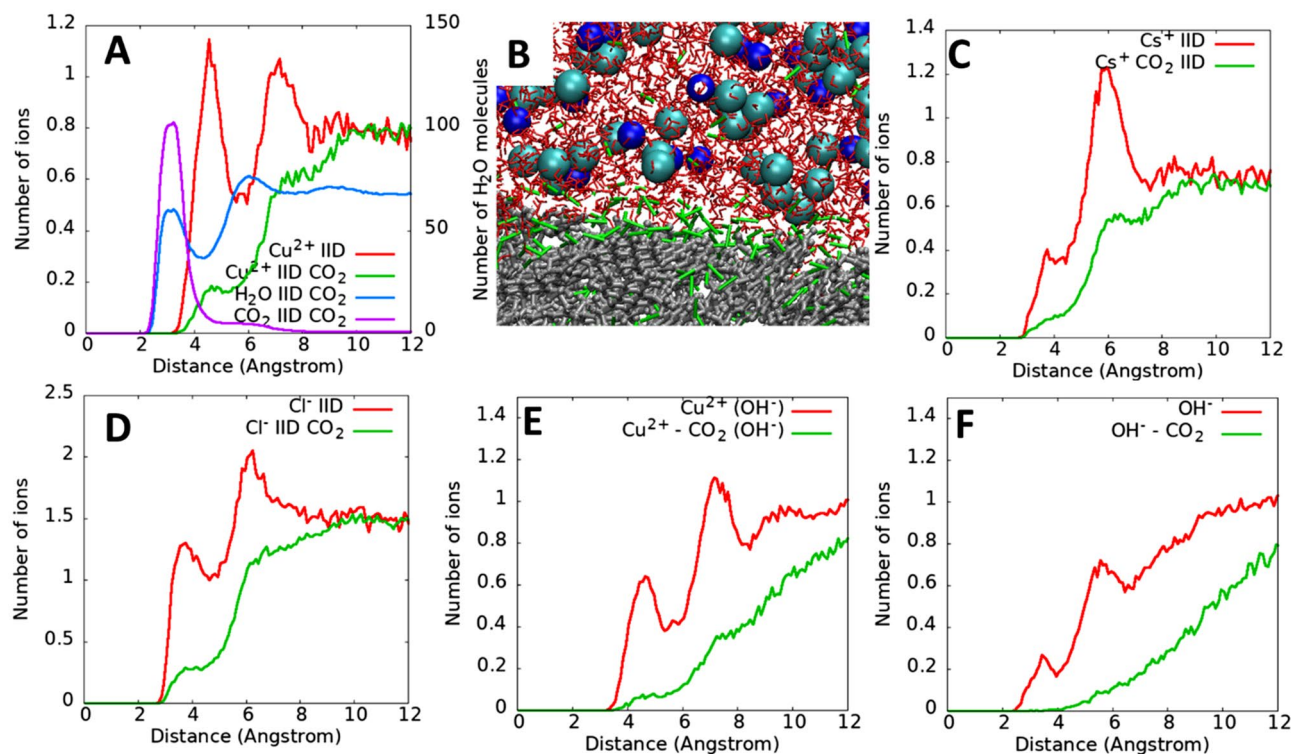 A
Number of ions
1.2
1
0.8
0.6
0.4
0.2
0
150
100
50
0
Number of H2O molecules
Cu2+ IID
Cu2+ IID CO2
H2O IID CO2
CO2 IID CO2
0 2 4 6 8 10 12
Distance (Angstrom)
B
C
Number of ions
1.4
1.2
1
0.8
0.6
0.4
0.2
0
Cs+ IID
Cs+ CO2 IID
0 2 4 6 8 10 12
Distance (Angstrom)
D
Number of ions
2.5
2
1.5
1
0.5
0
Cl- IID
Cl- IID CO2
0 2 4 6 8 10 12
Distance (Angstrom)
E
Number of ions
1.4
1.2
1
0.8
0.6
0.4
0.2
0
Cu2+ (OH-)
Cu2+ - CO2 (OH-)
0 2 4 6 8 10 12
Distance (Angstrom)
F
Number of ions
1.4
1.2
1
0.8
0.6
0.4
0.2
0
OH-
OH- - CO2
0 2 4 6 8 10 12
Distance (Angstrom)